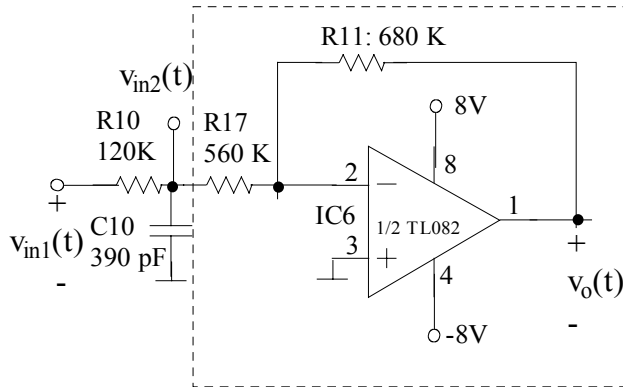 R11: 680 K
v_in2(t)
8V
R10
120K
R17
560 K
8
2
−
1
IC6
1/2 TL082
+
C10
390 pF
v_in1(t)
-
3
+
4
+
v_o(t)
-
-8V